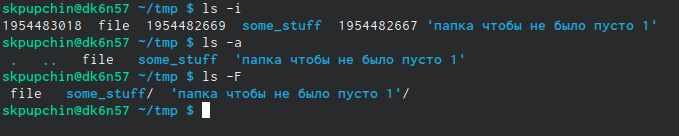 skpupchin@dk6n57 ~/tmp $ ls -i
1954483018 file 1954482669 some_stuff 1954482667 'папка чтобы не было пусто 1'
skpupchin@dk6n57 ~/tmp $ ls -a
. .. file some_stuff 'папка чтобы не было пусто 1'
skpupchin@dk6n57 ~/tmp $ ls -F
file some_stuff/ 'папка чтобы не было пусто 1'/
skpupchin@dk6n57 ~/tmp $